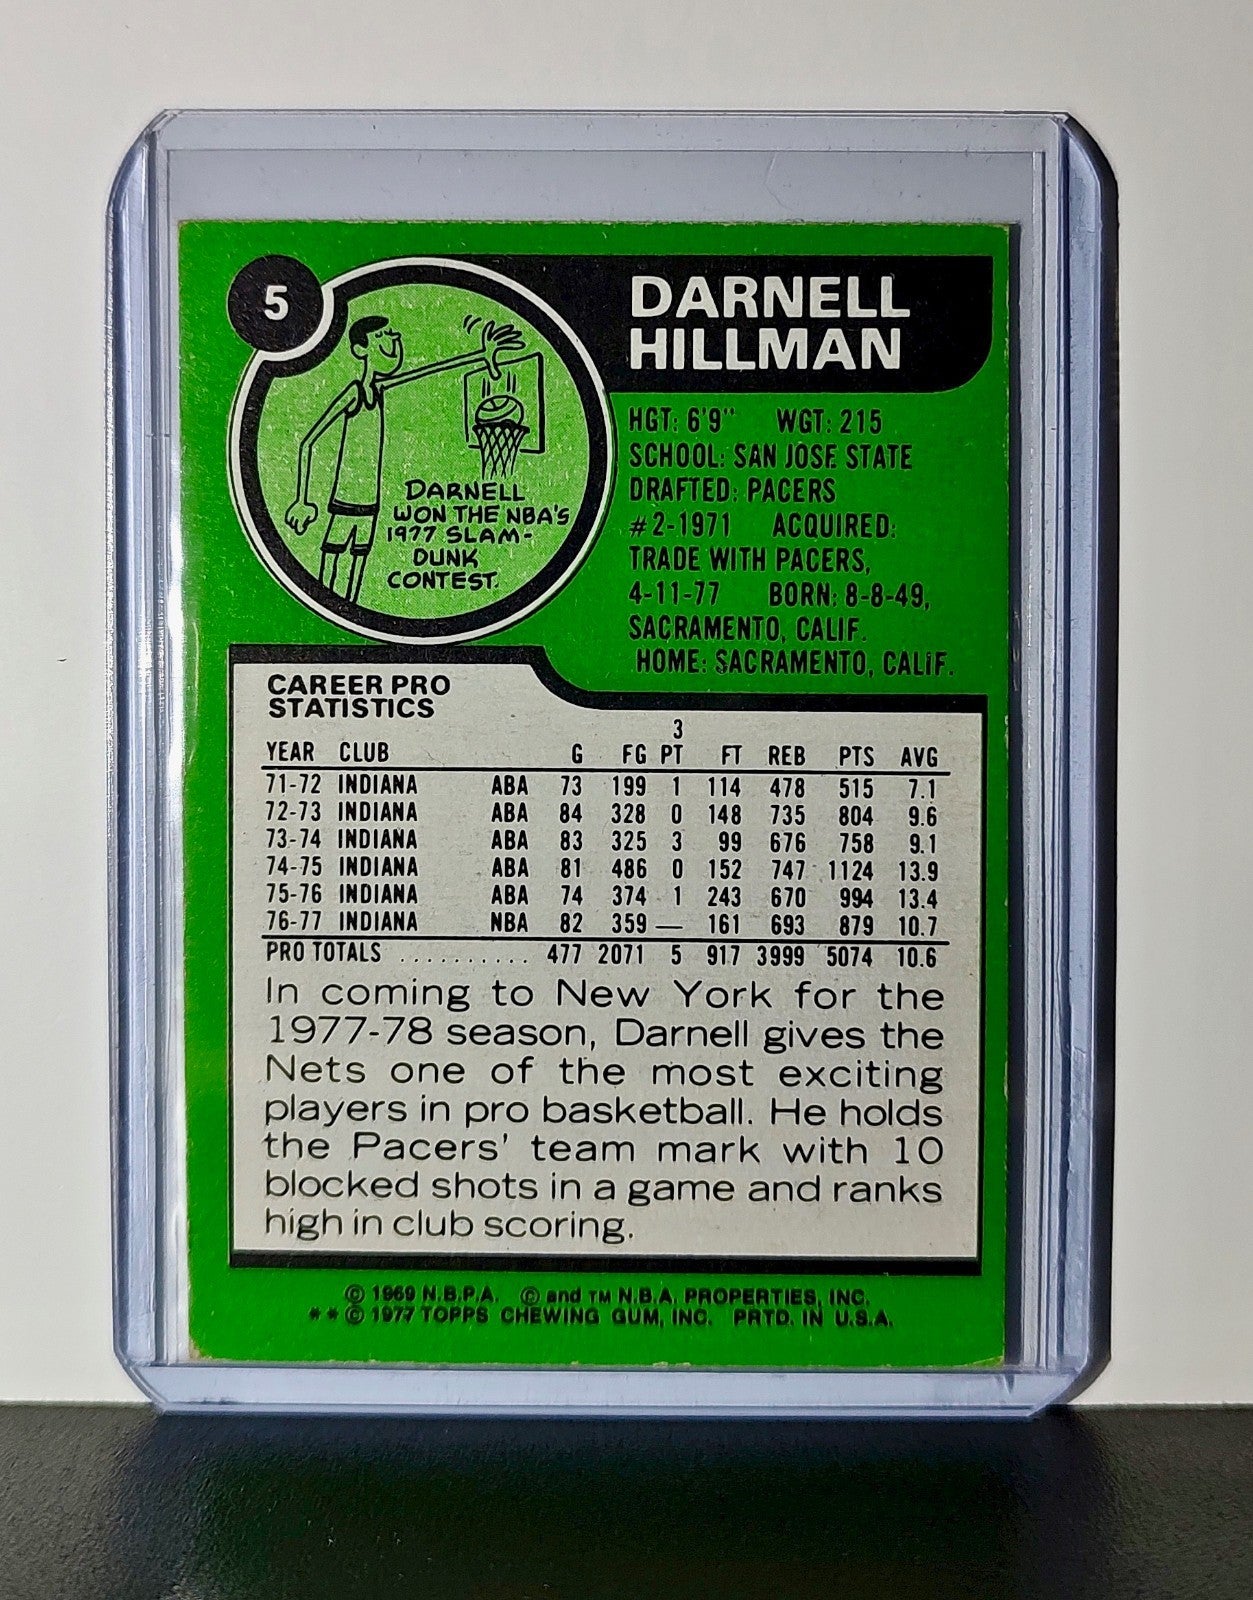 5
DARNELL
HILLMAN
DARNELL
WON THE NBA'S
1977 SLAM-
DUNK
CONTEST.
HGT: 6'9" WGT: 215
SCHOOL: SAN JOSE STATE
DRAFTED: PACERS
#2-1971 ACQUIRED:
TRADE WITH PACERS,
4-11-77 BORN: 8-8-49,
SACRAMENTO, CALIF.
HOME: SACRAMENTO, CALIF.
CAREER PRO
STATISTICS
3
YEAR CLUB G FG PT FT REB PTS AVG
71-72 INDIANA ABA 73 199 1 114 478 515 7.1
72-73 INDIANA ABA 84 328 0 148 735 804 9.6
73-74 INDIANA ABA 83 325 3 99 676 758 9.1
74-75 INDIANA ABA 81 486 0 152 747 1124 13.9
75-76 INDIANA ABA 74 374 1 243 670 994 13.4
76-77 INDIANA NBA 82 359 — 161 693 879 10.7
PRO TOTALS .......... 477 2071 5 917 3999 5074 10.6
In coming to New York for the
1977-78 season, Darnell gives the
Nets one of the most exciting
players in pro basketball. He holds
the Pacers' team mark with 10
blocked shots in a game and ranks
high in club scoring.
© 1969 N.B.P.A. © and TM N.B.A. PROPERTIES, INC.
** © 1977 TOPPS CHEWING GUM, INC. PRTD. IN U.S.A.